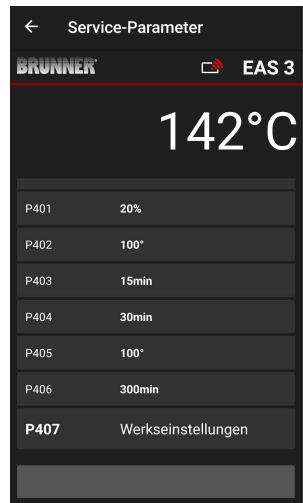 ← Service-Parameter
BRUNNER EAS 3
142°C
P401 20%
P402 100°
P403 15min
P404 30min
P405 100°
P406 300min
P407 Werkseinstellungen